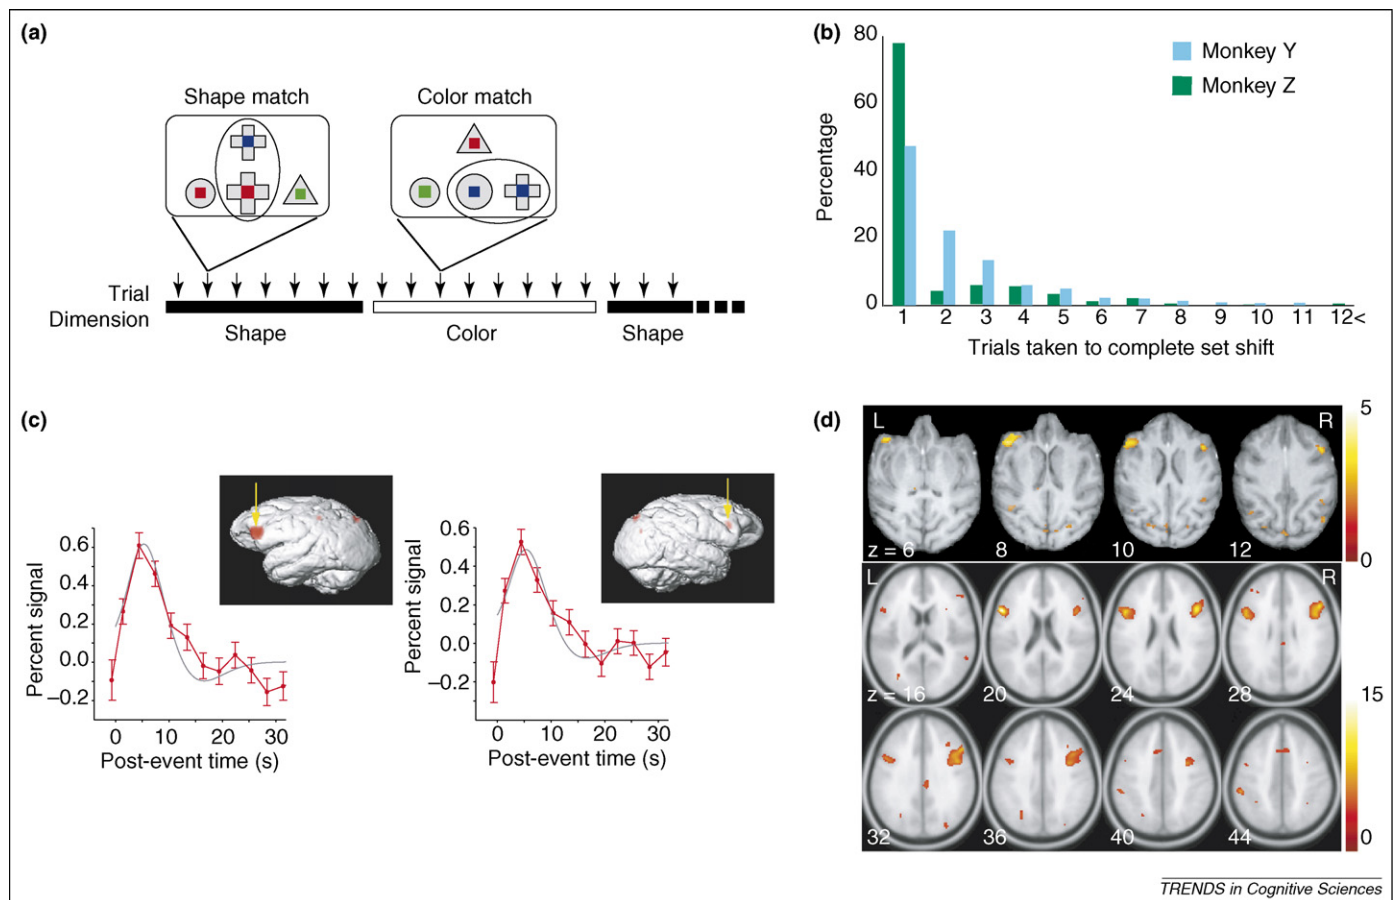 (a)
Shape match
Color match
Trial
Dimension
Shape
Color
Shape
(b)
80
60
40
20
0
Percentage
Monkey Y
Monkey Z
1 2 3 4 5 6 7 8 9 10 11 12<
Trials taken to complete set shift
(c)
0.6
0.4
0.2
0.0
–0.2
Percent signal
0 10 20 30
Post-event time (s)
0.6
0.4
0.2
0.0
–0.2
Percent signal
0 10 20 30
Post-event time (s)
(d)
L
R
5
0
z = 6
8
10
12
L
R
z = 16
20
24
28
15
0
32
36
40
44
TRENDS in Cognitive Sciences